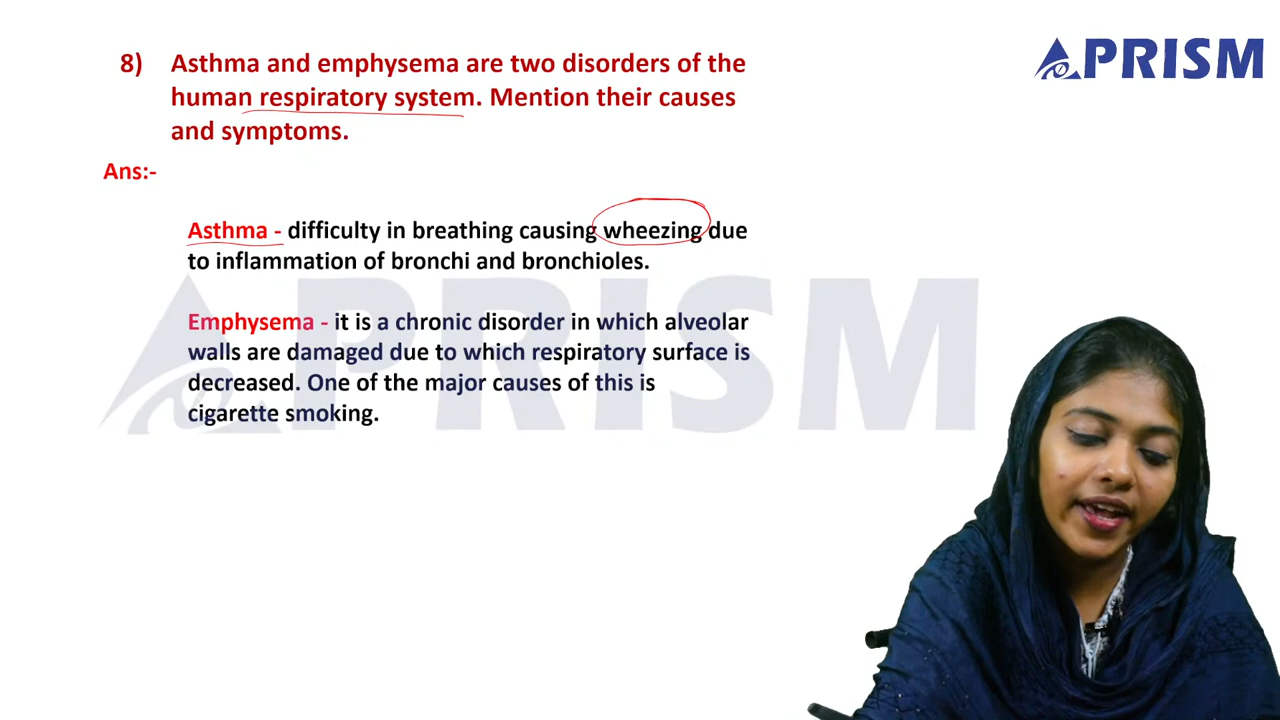 PRISM
8) Asthma and emphysema are two disorders of the
human respiratory system. Mention their causes
and symptoms.
Ans:-
Asthma - difficulty in breathing causing wheezing due
to inflammation of bronchi and bronchioles.
Emphysema - it is a chronic disorder in which alveolar
walls are damaged due to which respiratory surface is
decreased. One of the major causes of this is
cigarette smoking.
PRISM